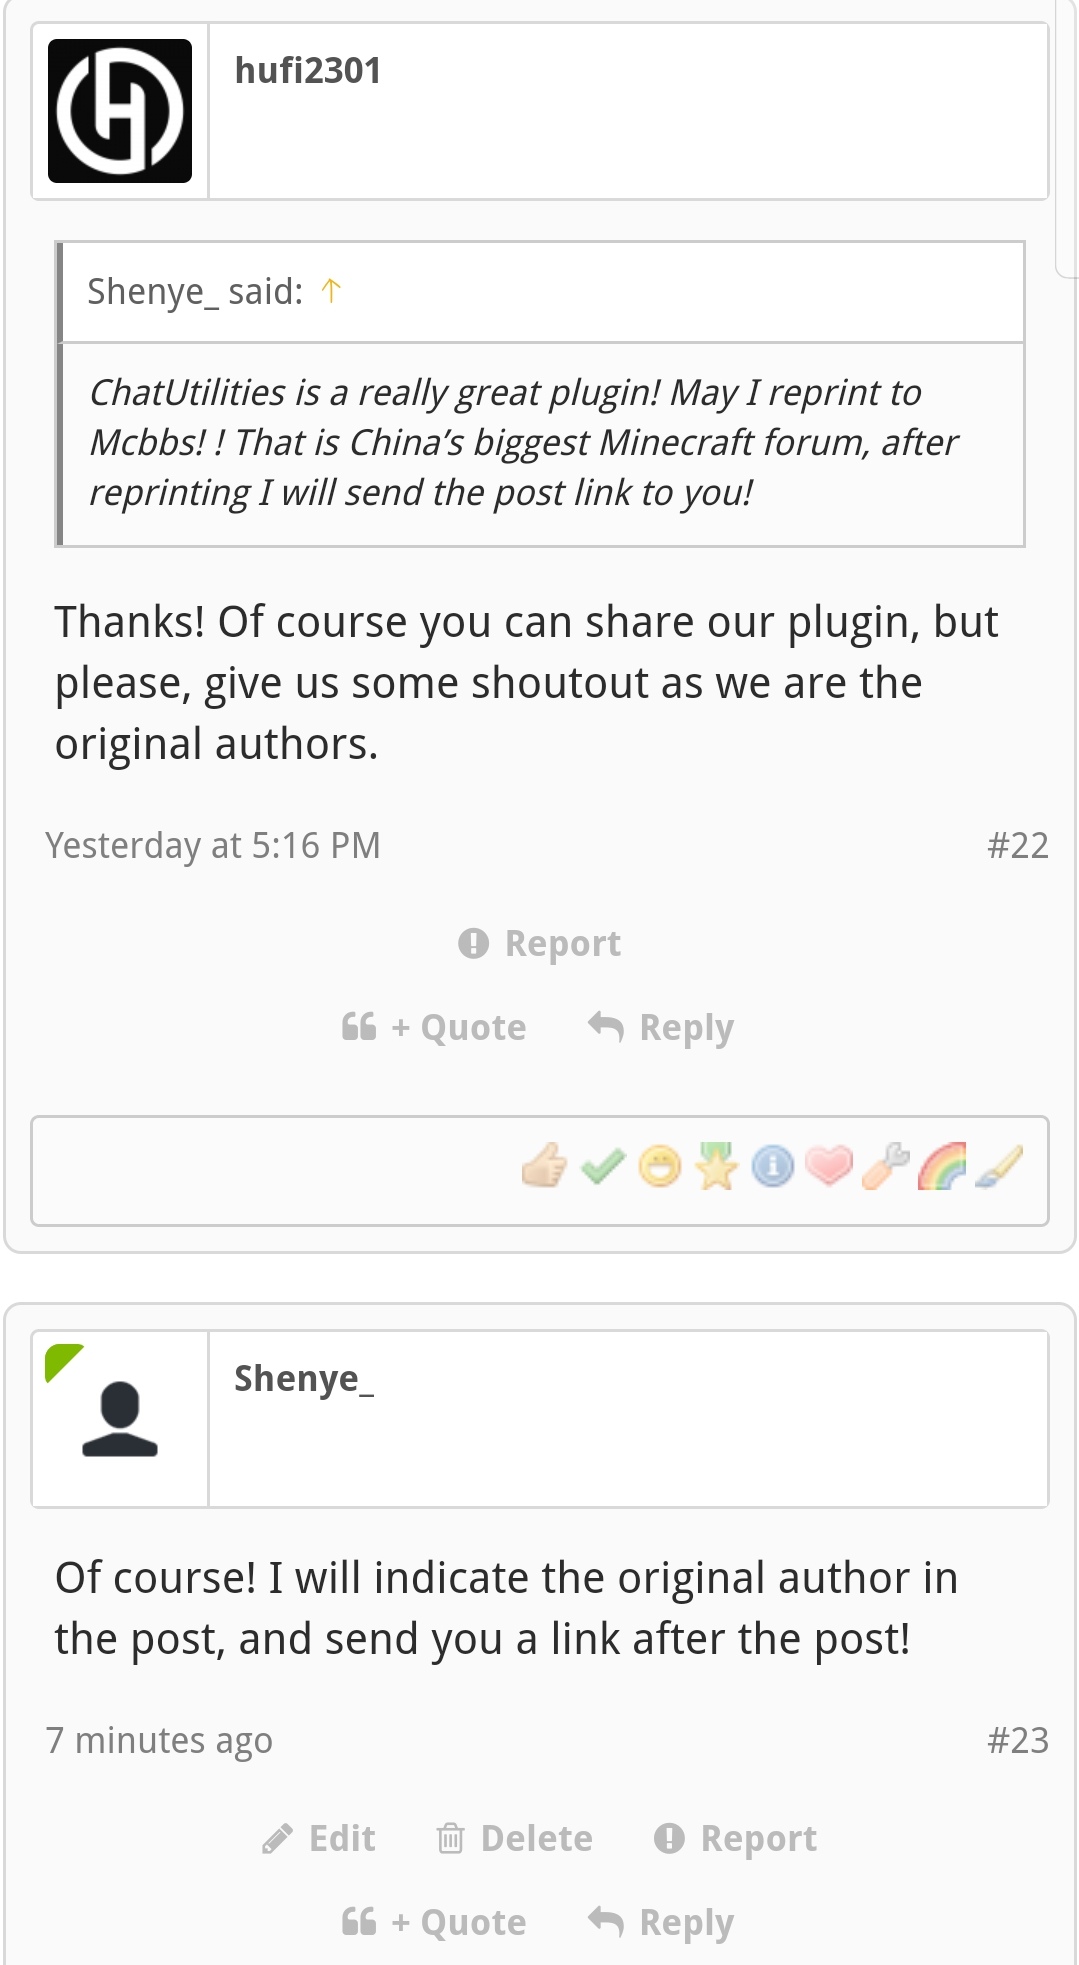 hufi2301
Shenye_ said: ↑
ChatUtilities is a really great plugin! May I reprint to
Mcbbs! ! That is China’s biggest Minecraft forum, after
reprinting I will send the post link to you!
Thanks! Of course you can share our plugin, but
please, give us some shoutout as we are the
original authors.
Yesterday at 5:16 PM #22
Report
+ Quote Reply
Shenye_
Of course! I will indicate the original author in
the post, and send you a link after the post!
7 minutes ago #23
Edit Delete Report
+ Quote Reply